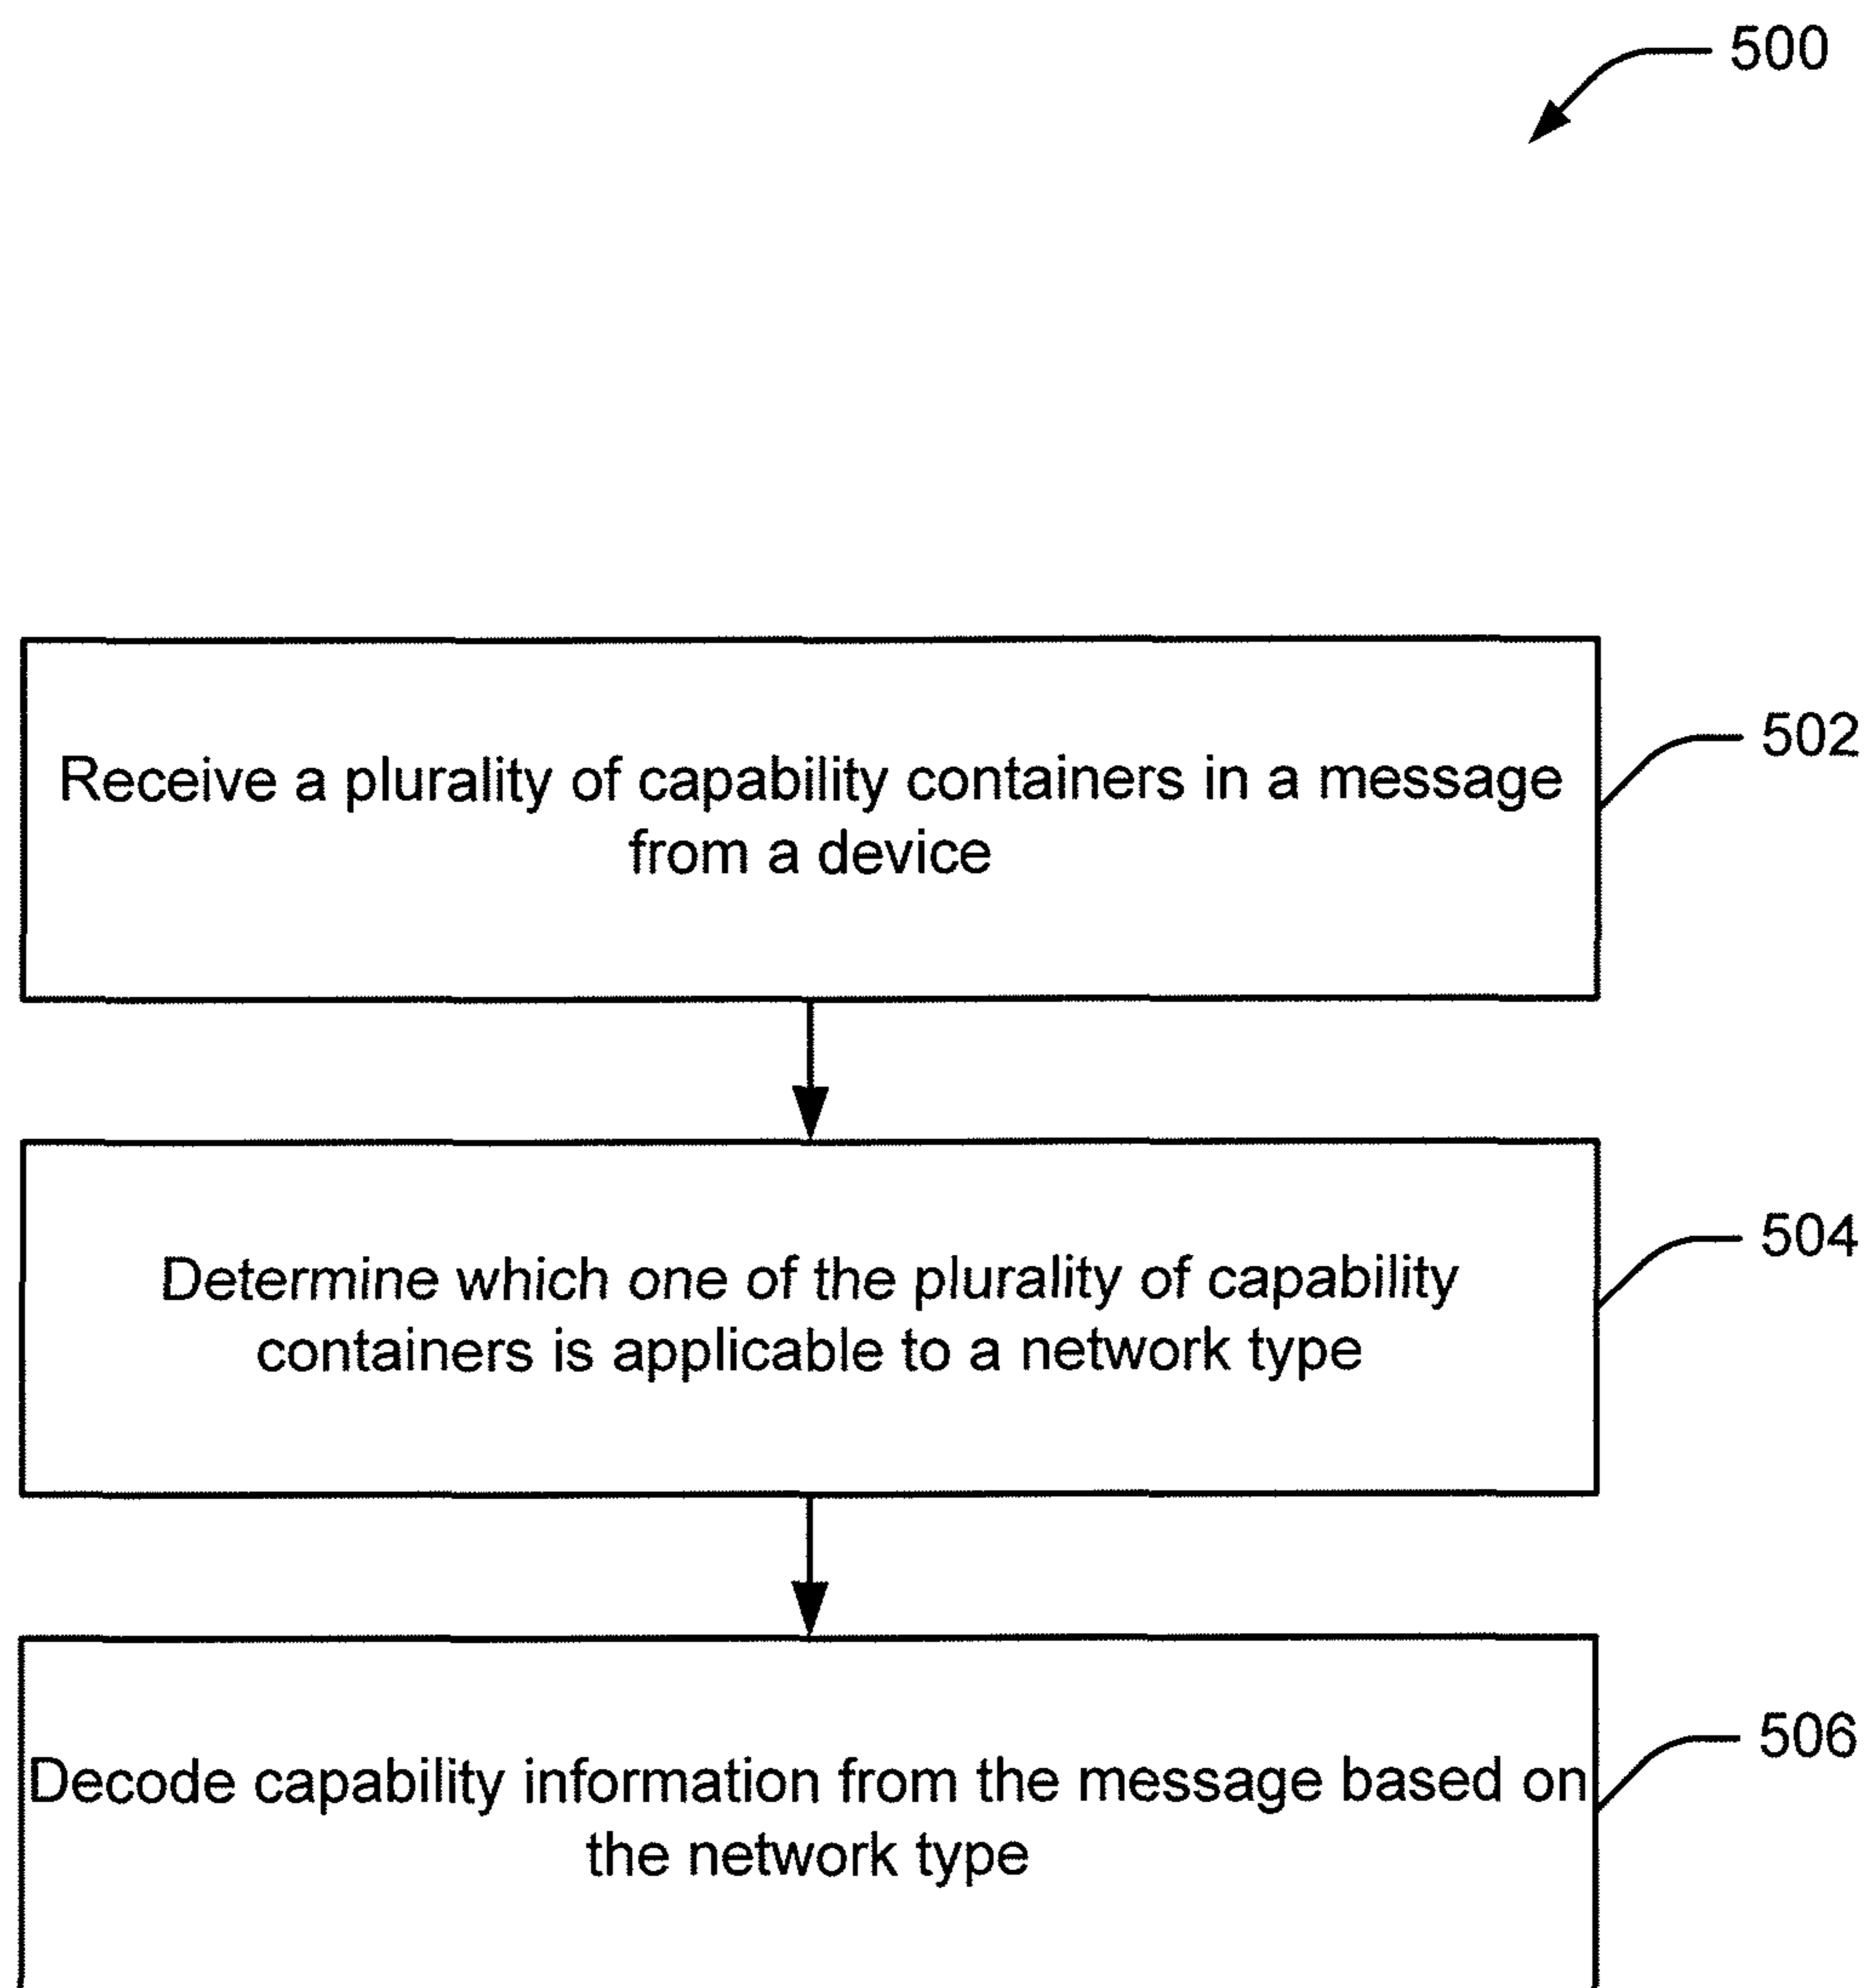 500
Receive a plurality of capability containers in a message
from a device
502
Determine which one of the plurality of capability
containers is applicable to a network type
504
Decode capability information from the message based on
the network type
506